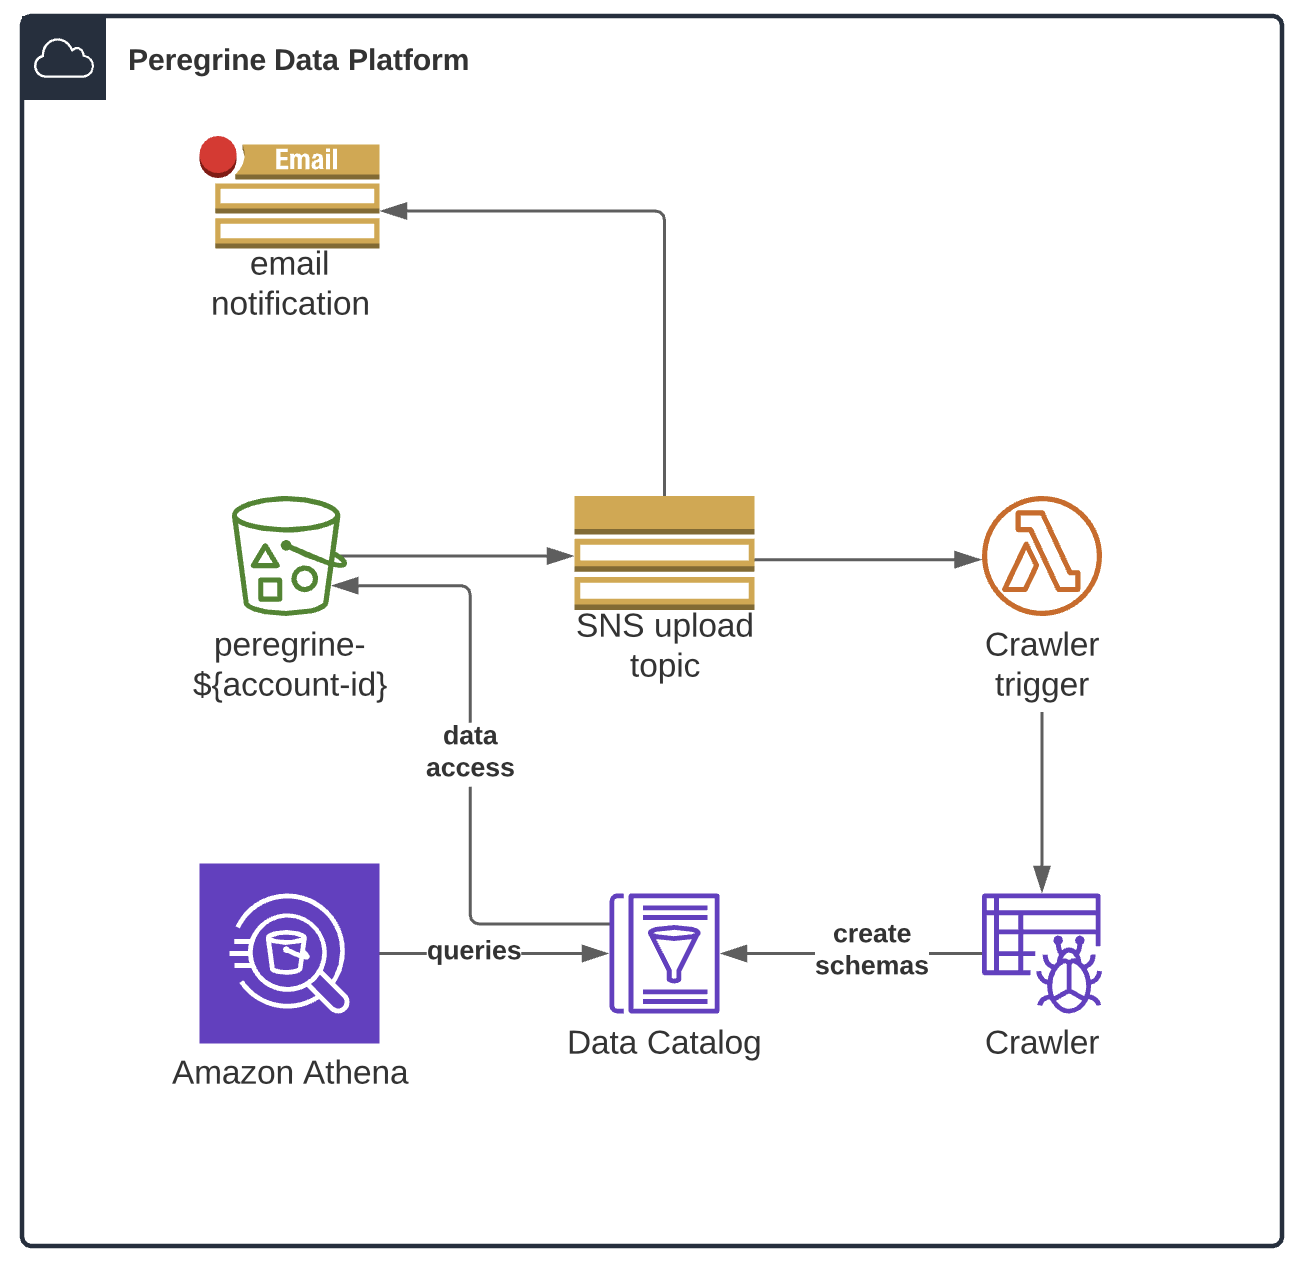 Peregrine Data Platform
Email
email
notification
peregrine-
${account-id}
SNS upload
topic
Crawler
trigger
data
access
queries
create
schemas
Amazon Athena
Data Catalog
Crawler